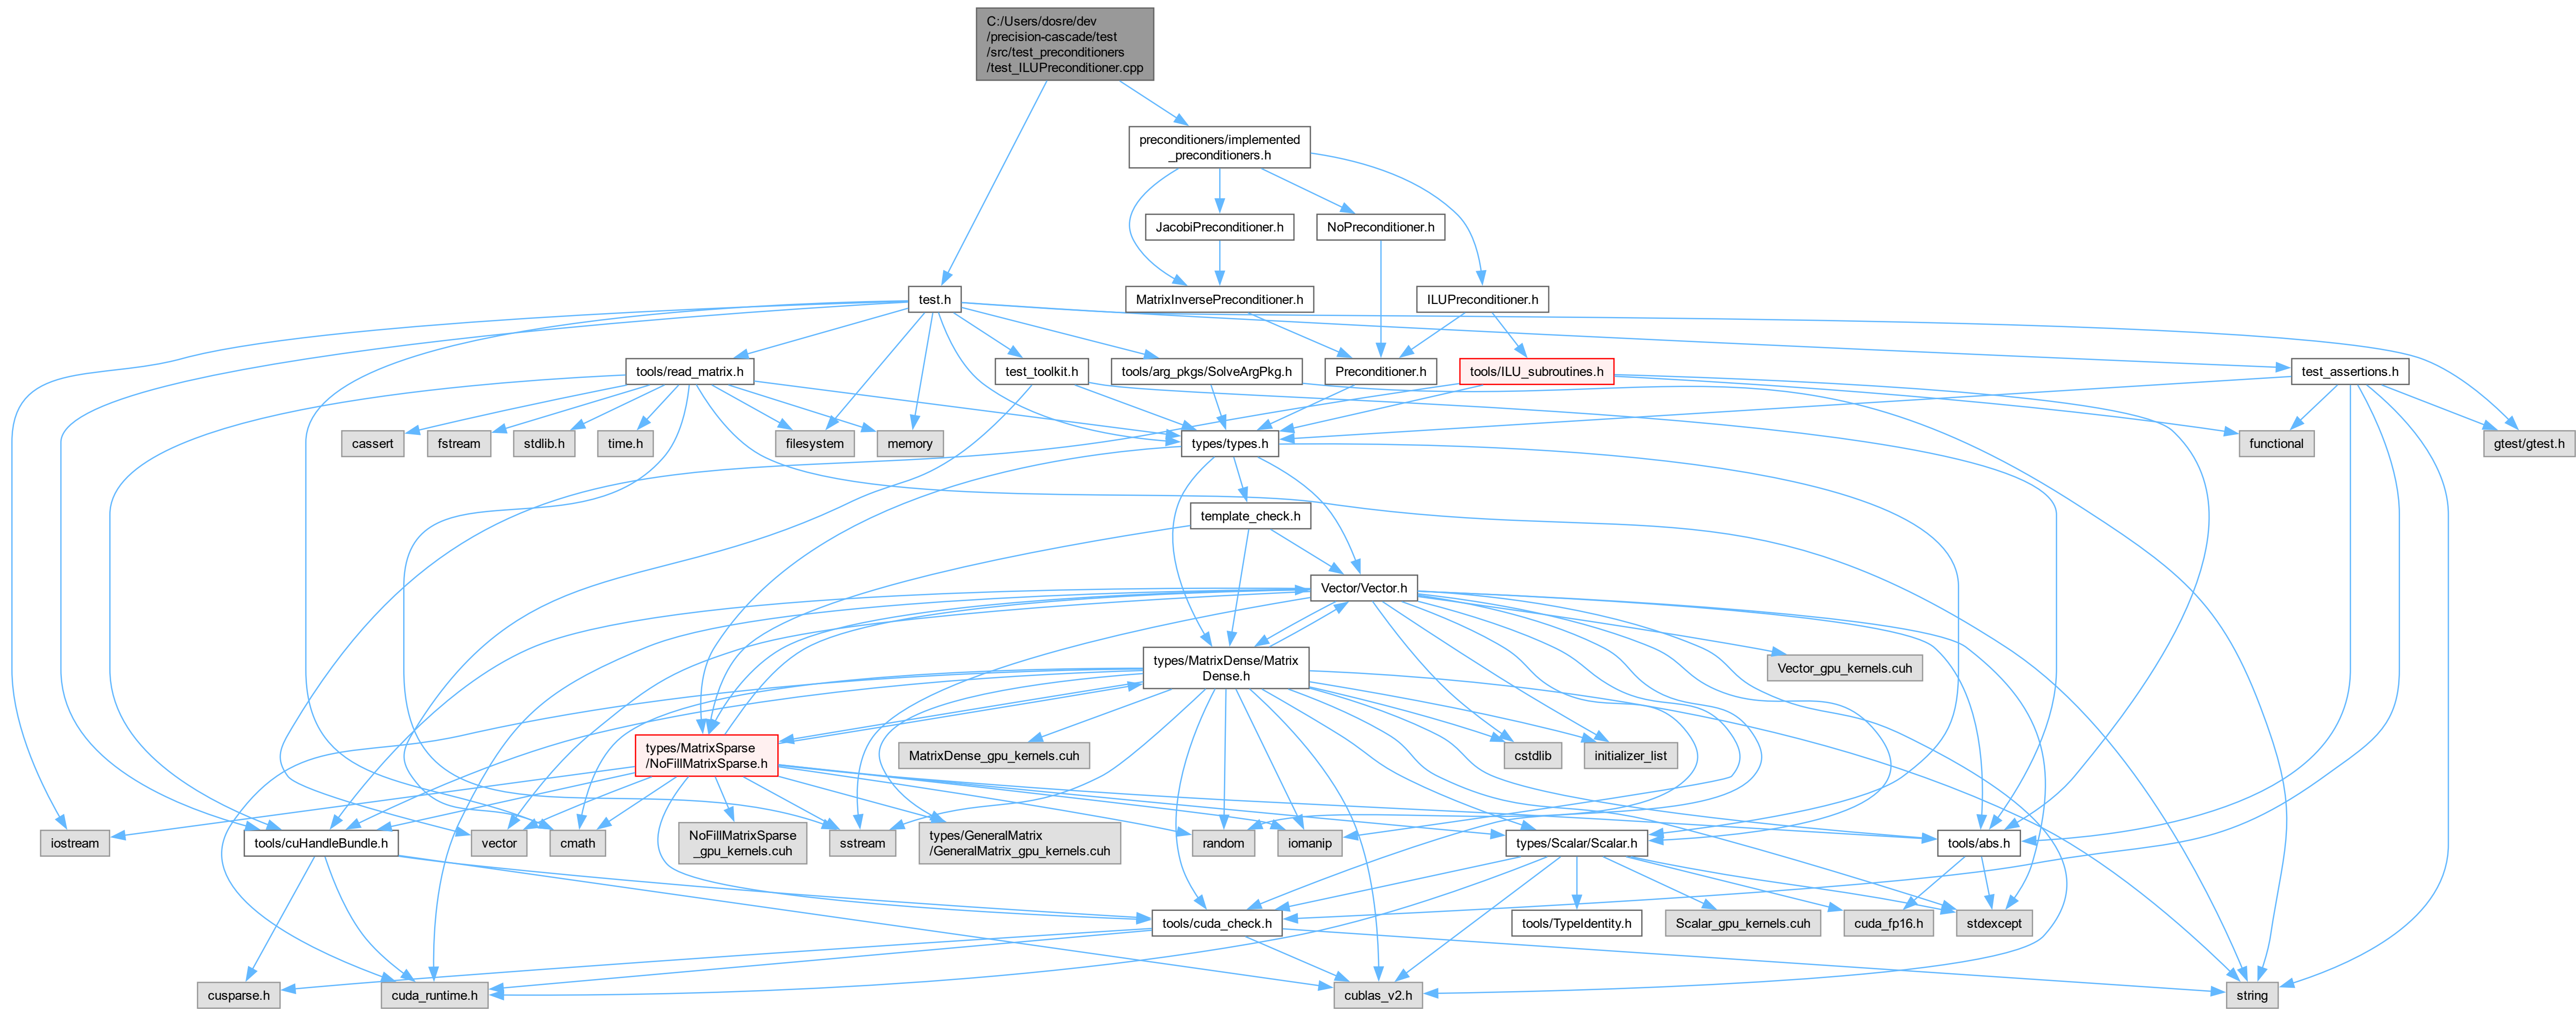 C:/Users/dosre/dev
/precision-cascade/test
/src/test_preconditioners
/test_ILUPreconditioner.cpp
preconditioners/implemented
_preconditioners.h
JacobiPreconditioner.h
NoPreconditioner.h
test.h
MatrixInversePreconditioner.h
ILUPreconditioner.h
tools/read_matrix.h
test_toolkit.h
tools/arg_pkgs/SolveArgPkg.h
Preconditioner.h
tools/ILU_subroutines.h
test_assertions.h
cassert
fstream
stdlib.h
time.h
filesystem
memory
types/types.h
functional
gtest/gtest.h
template_check.h
Vector/Vector.h
types/MatrixDense/Matrix
Dense.h
Vector_gpu_kernels.cuh
types/MatrixSparse
/NoFillMatrixSparse.h
MatrixDense_gpu_kernels.cuh
cstdlib
initializer_list
iostream
tools/cuHandleBundle.h
vector
cmath
NoFillMatrixSparse
_gpu_kernels.cuh
sstream
types/GeneralMatrix
/GeneralMatrix_gpu_kernels.cuh
random
iomanip
types/Scalar/Scalar.h
tools/abs.h
tools/cuda_check.h
tools/TypeIdentity.h
Scalar_gpu_kernels.cuh
cuda_fp16.h
stdexcept
cusparse.h
cuda_runtime.h
cublas_v2.h
string